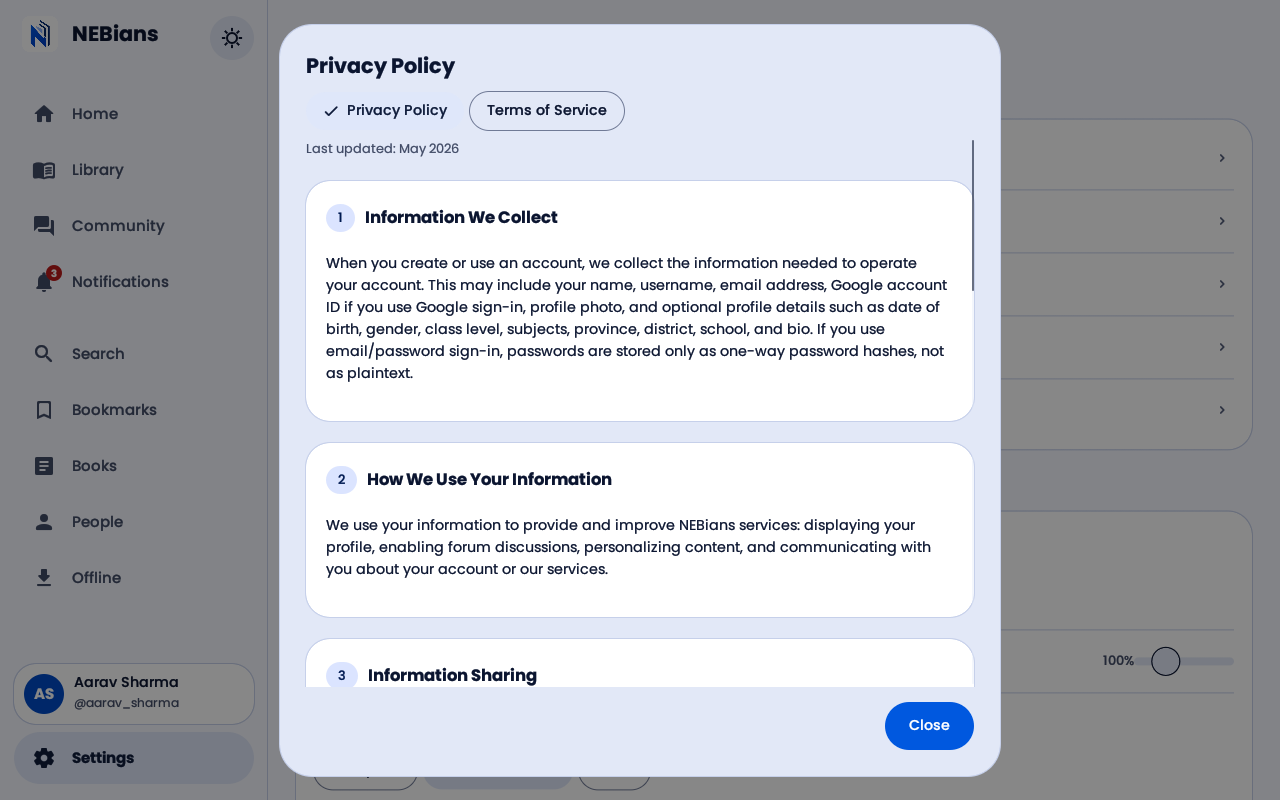 NEBians
Home
Library
Community
3
Notifications
Search
Bookmarks
Books
People
Offline
AS
Aarav Sharma
@aarav_sharma
Settings
Privacy Policy
Privacy Policy
Terms of Service
Last updated: May 2026
1
Information We Collect
When you create or use an account, we collect the information needed to operate
your account. This may include your name, username, email address, Google account
ID if you use Google sign-in, profile photo, and optional profile details such as date of
birth, gender, class level, subjects, province, district, school, and bio. If you use
email/password sign-in, passwords are stored only as one-way password hashes, not
as plaintext.
2
How We Use Your Information
We use your information to provide and improve NEBians services: displaying your
profile, enabling forum discussions, personalizing content, and communicating with
you about your account or our services.
3
Information Sharing
Close
100%